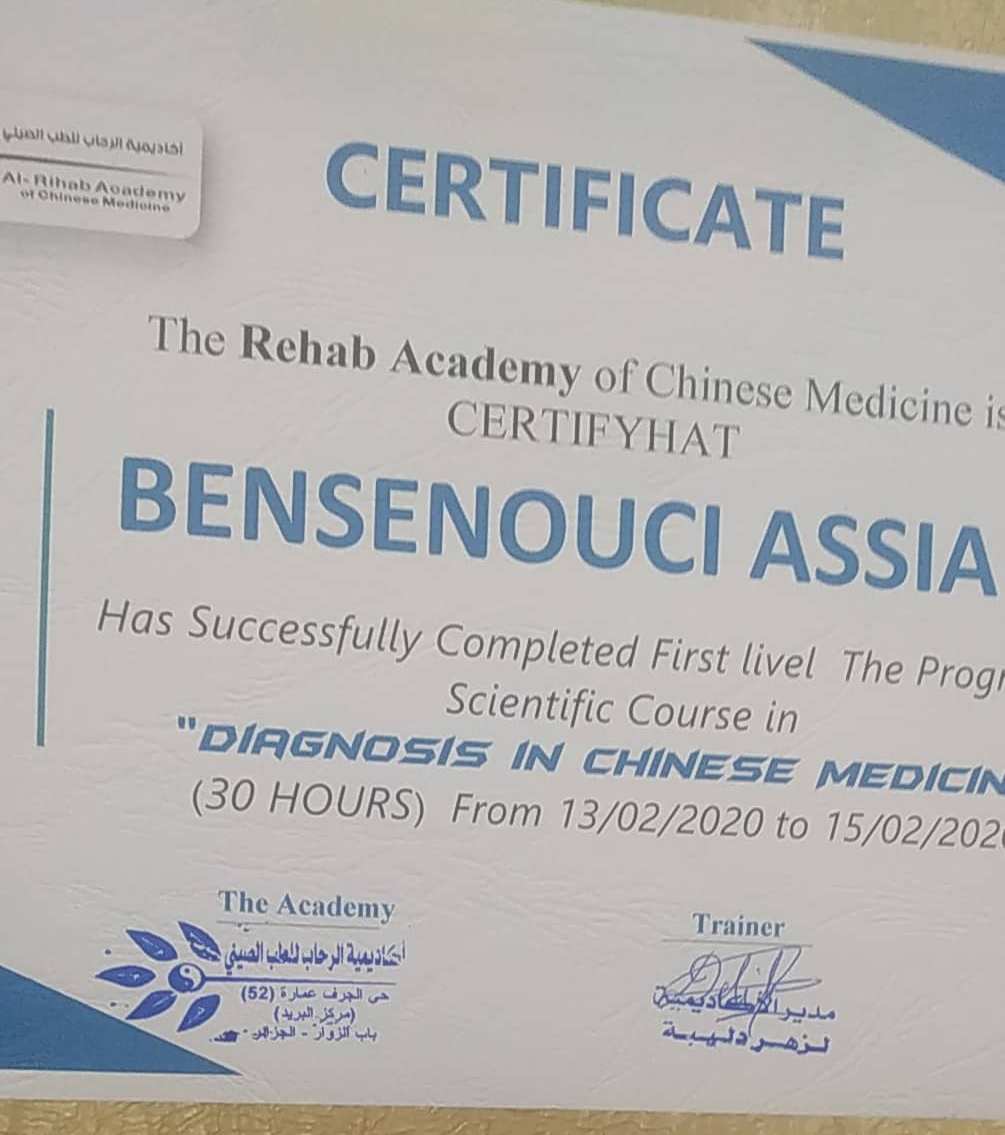 أكاديمية الرحاب للطب الصيني
Al-Rihab Academy
of Chinese Medicine
CERTIFICATE
The Rehab Academy of Chinese Medicine is
CERTIFYHAT
BENSENOUCI ASSIA
Has Successfully Completed First livel The Progr
Scientific Course in
"DIAGNOSIS IN CHINESE MEDICIN
(30 HOURS) From 13/02/2020 to 15/02/202
The Academy
أكاديمية الرحاب للطب الصيني
حي الجرف عمارة (52)
(مركز البريد)
باب الزوار - الجزائر
Trainer
مدير الأكاديمية
لزهر دليبة